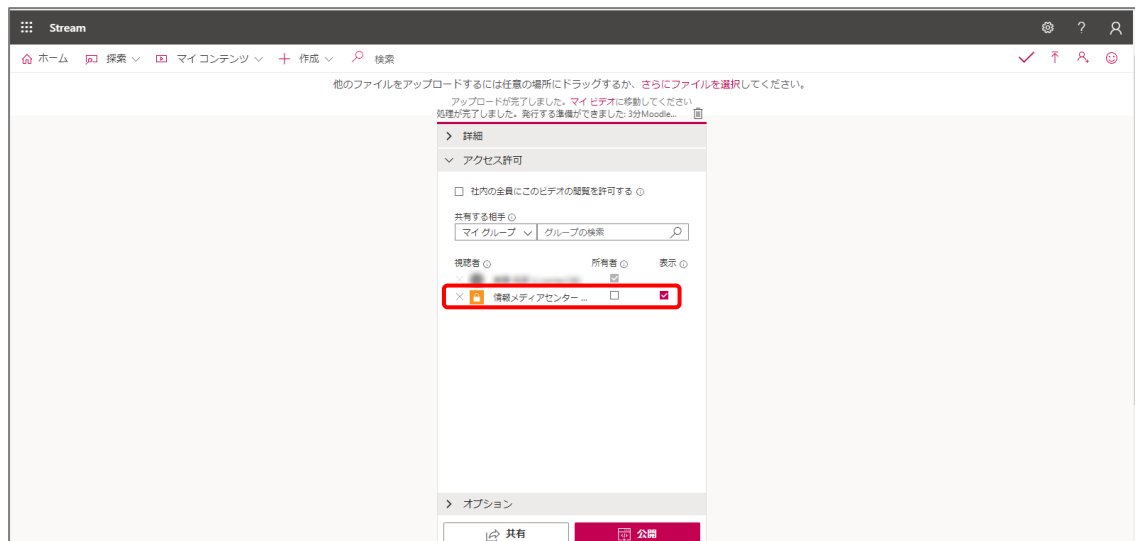 Stream
ホーム 探索 マイ コンテンツ 作成 検索
他のファイルをアップロードするには任意の場所にドラッグするか、さらにファイルを選択してください。
アップロードが完了しました。マイ ビデオに移動してください
処理が完了しました。発行する準備ができました: 3分Moodle...
詳細
アクセス許可
社内の全員にこのビデオの閲覧を許可する
共有する相手
マイ グループ グループの検索
視聴者 所有者 表示
情報メディアセンター ...
オプション
共有 公開